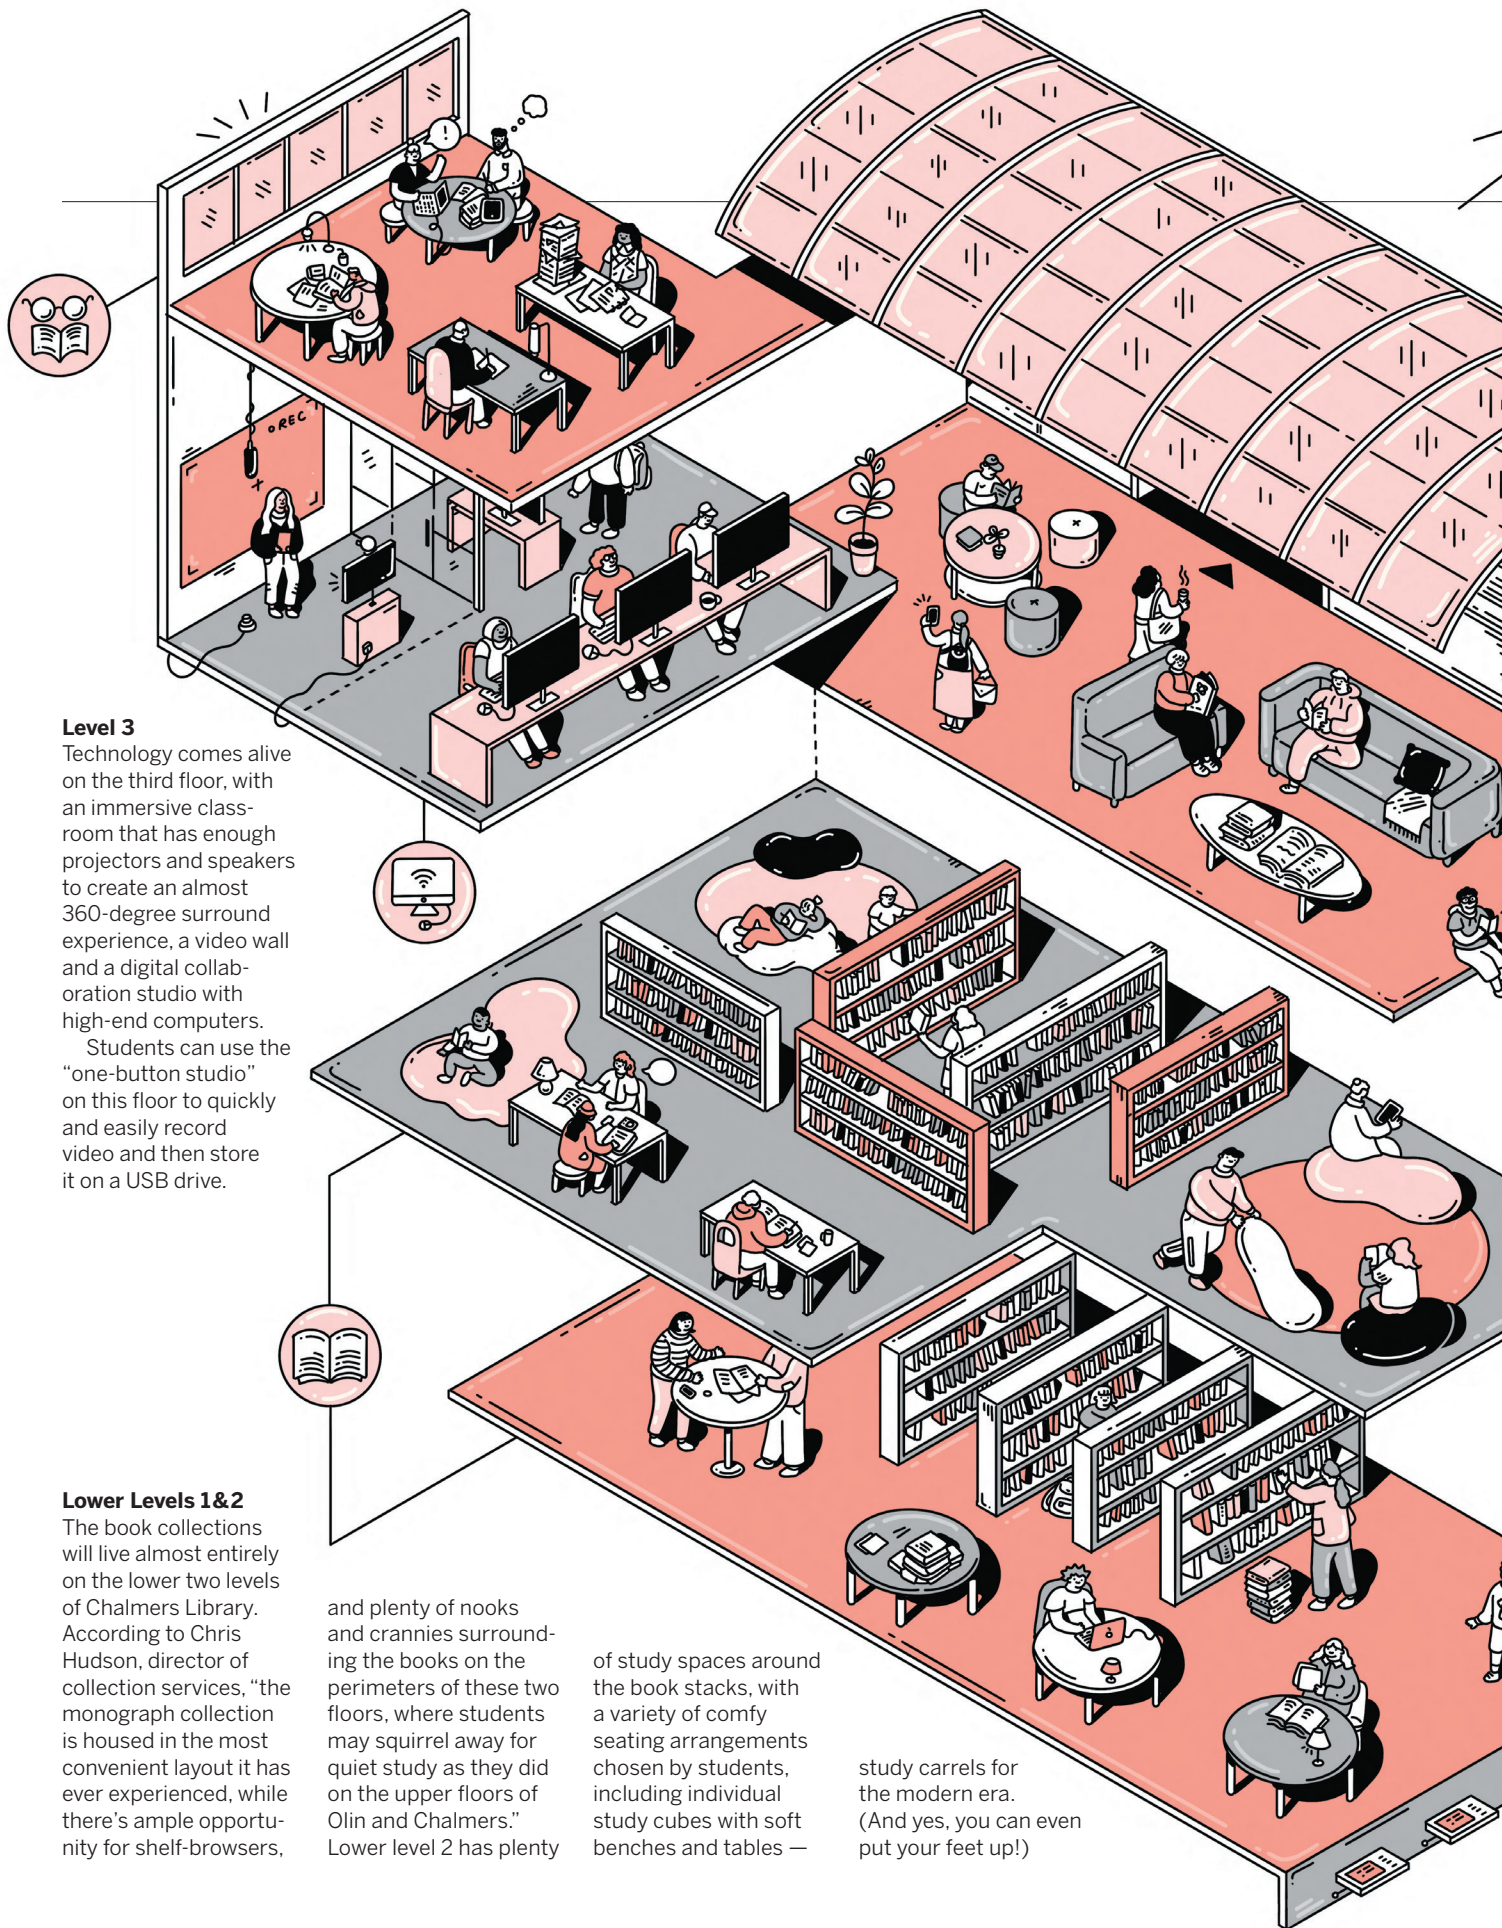 !
REC
Level 3
Technology comes alive
on the third floor, with
an immersive class-
room that has enough
projectors and speakers
to create an almost
360-degree surround
experience, a video wall
and a digital collab-
oration studio with
high-end computers.
Students can use the
“one-button studio”
on this floor to quickly
and easily record
video and then store
it on a USB drive.
Lower Levels 1&2
The book collections
will live almost entirely
on the lower two levels
of Chalmers Library.
According to Chris
Hudson, director of
collection services, “the
monograph collection
is housed in the most
convenient layout it has
ever experienced, while
there’s ample opportu-
nity for shelf-browsers,
and plenty of nooks
and crannies surround-
ing the books on the
perimeters of these two
floors, where students
may squirrel away for
quiet study as they did
on the upper floors of
Olin and Chalmers.”
Lower level 2 has plenty
of study spaces around
the book stacks, with
a variety of comfy
seating arrangements
chosen by students,
including individual
study cubes with soft
benches and tables —
study carrels for
the modern era.
(And yes, you can even
put your feet up!)